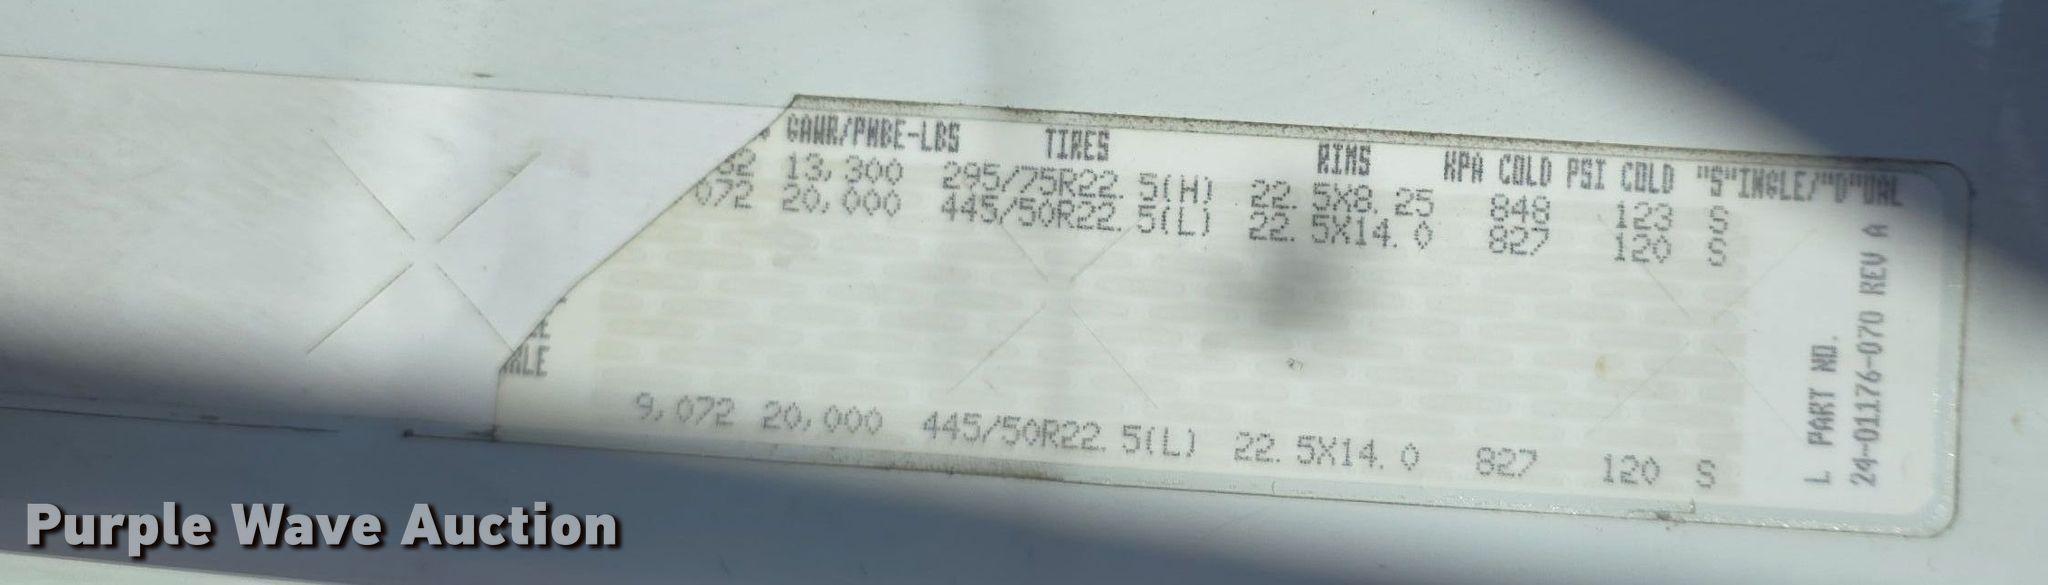 GAWR/PNBE-LBS TIRES RIMS KPA COLD PSI COLD "S"INGLE/"D"UAL
32 13,300 295/75R22.5(H) 22.5X8.25 848 123 S
072 20,000 445/50R22.5(L) 22.5X14.0 827 120 S
9,072 20,000 445/50R22.5(L) 22.5X14.0 827 120 S
L PART NO.
24-01176-070 REV A
Purple Wave Auction